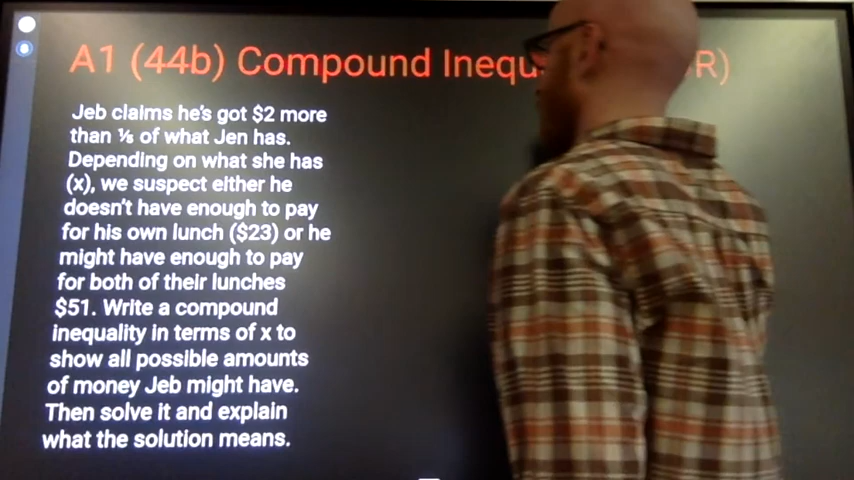 A1 (44b) Compound Inequ R)
Jeb claims he's got $2 more
than ⅓ of what Jen has.
Depending on what she has
(x), we suspect either he
doesn't have enough to pay
for his own lunch ($23) or he
might have enough to pay
for both of their lunches
$51. Write a compound
inequality in terms of x to
show all possible amounts
of money Jeb might have.
Then solve it and explain
what the solution means.